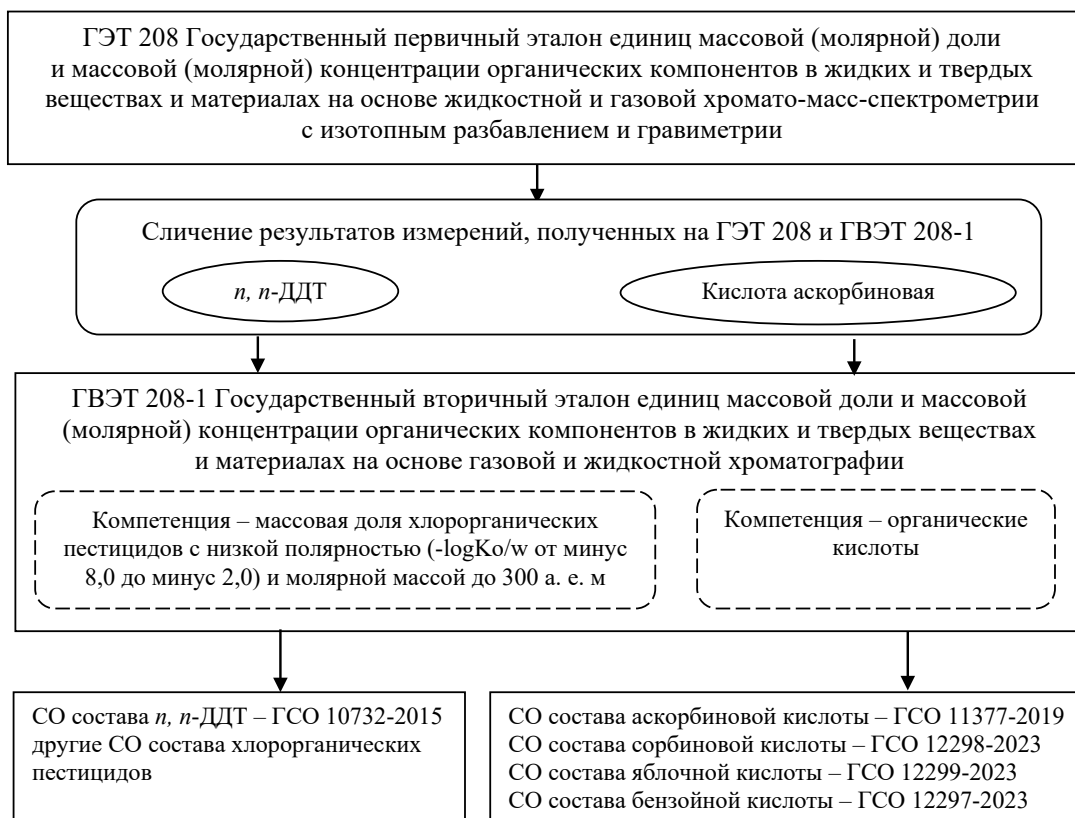 ГЭТ 208 Государственный первичный эталон единиц массовой (молярной) доли
и массовой (молярной) концентрации органических компонентов в жидких и твердых
веществах и материалах на основе жидкостной и газовой хромато-масс-спектрометрии
с изотопным разбавлением и гравиметрии
Сличение результатов измерений, полученных на ГЭТ 208 и ГВЭТ 208-1
п, п-ДДТ
Кислота аскорбиновая
ГВЭТ 208-1 Государственный вторичный эталон единиц массовой доли и массовой
(молярной) концентрации органических компонентов в жидких и твердых веществах
и материалах на основе газовой и жидкостной хроматографии
Компетенция – массовая доля хлорорганических
пестицидов с низкой полярностью (-logKo/w от минус
8,0 до минус 2,0) и молярной массой до 300 а. е. м
Компетенция – органические
кислоты
СО состава п, п-ДДТ – ГСО 10732-2015
другие СО состава хлорорганических
пестицидов
СО состава аскорбиновой кислоты – ГСО 11377-2019
СО состава сорбиновой кислоты – ГСО 12298-2023
СО состава яблочной кислоты – ГСО 12299-2023
СО состава бензойной кислоты – ГСО 12297-2023